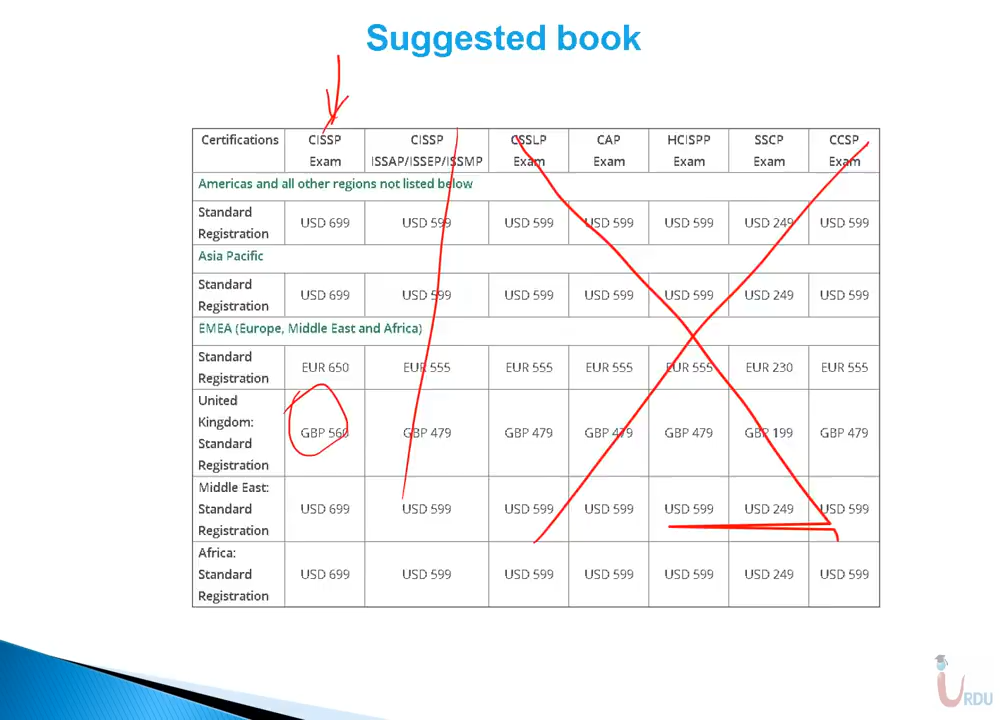 Suggested book
Certifications CISSP Exam CISSP ISSAP/ISSEP/ISSMP CSSLP Exam CAP Exam HCISPP Exam SSCP Exam CCSP Exam
Americas and all other regions not listed below
Standard Registration USD 699 USD 599 USD 599 USD 599 USD 599 USD 249 USD 599
Asia Pacific
Standard Registration USD 699 USD 599 USD 599 USD 599 USD 599 USD 249 USD 599
EMEA (Europe, Middle East and Africa)
Standard Registration EUR 650 EUR 555 EUR 555 EUR 555 EUR 555 EUR 230 EUR 555
United Kingdom: Standard Registration GBP 560 GBP 479 GBP 479 GBP 479 GBP 479 GBP 199 GBP 479
Middle East: Standard Registration USD 699 USD 599 USD 599 USD 599 USD 599 USD 249 USD 599
Africa: Standard Registration USD 699 USD 599 USD 599 USD 599 USD 599 USD 249 USD 599
URDU